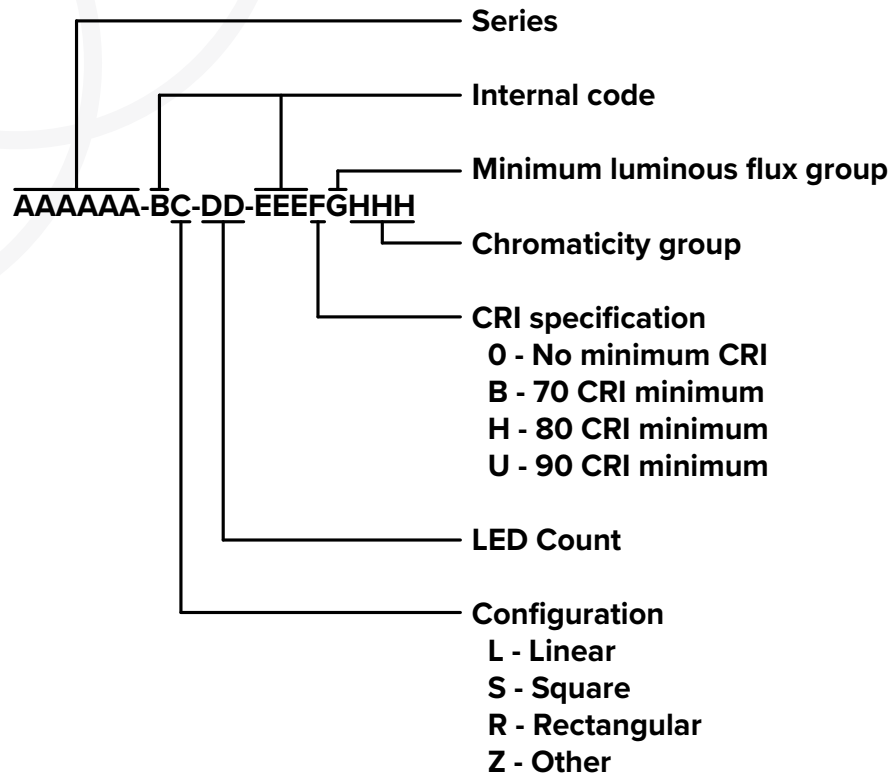 Series
Internal code
Minimum luminous flux group
AAAAAA-BC-DD-EEEFGHHH
Chromaticity group
CRI specification
0 - No minimum CRI
B - 70 CRI minimum
H - 80 CRI minimum
U - 90 CRI minimum
LED Count
Configuration
L - Linear
S - Square
R - Rectangular
Z - Other